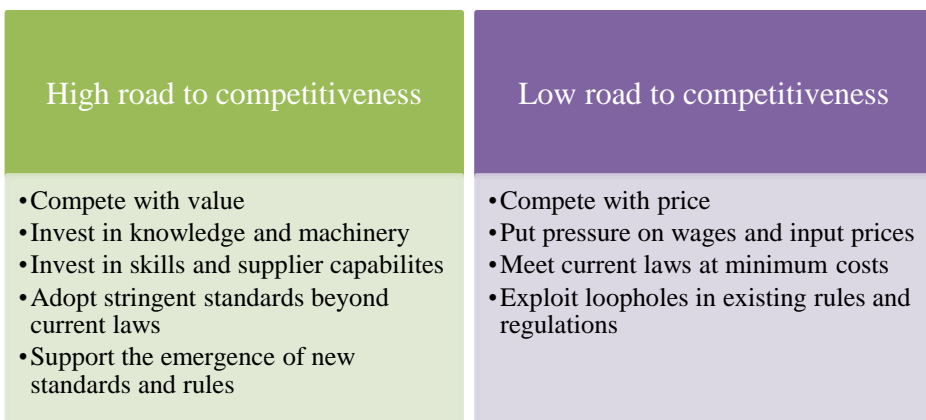 High road to competitiveness
•Compete with value
•Invest in knowledge and machinery
•Invest in skills and supplier capabilites
•Adopt stringent standards beyond
current laws
•Support the emergence of new
standards and rules
Low road to competitiveness
•Compete with price
•Put pressure on wages and input prices
•Meet current laws at minimum costs
•Exploit loopholes in existing rules and
regulations